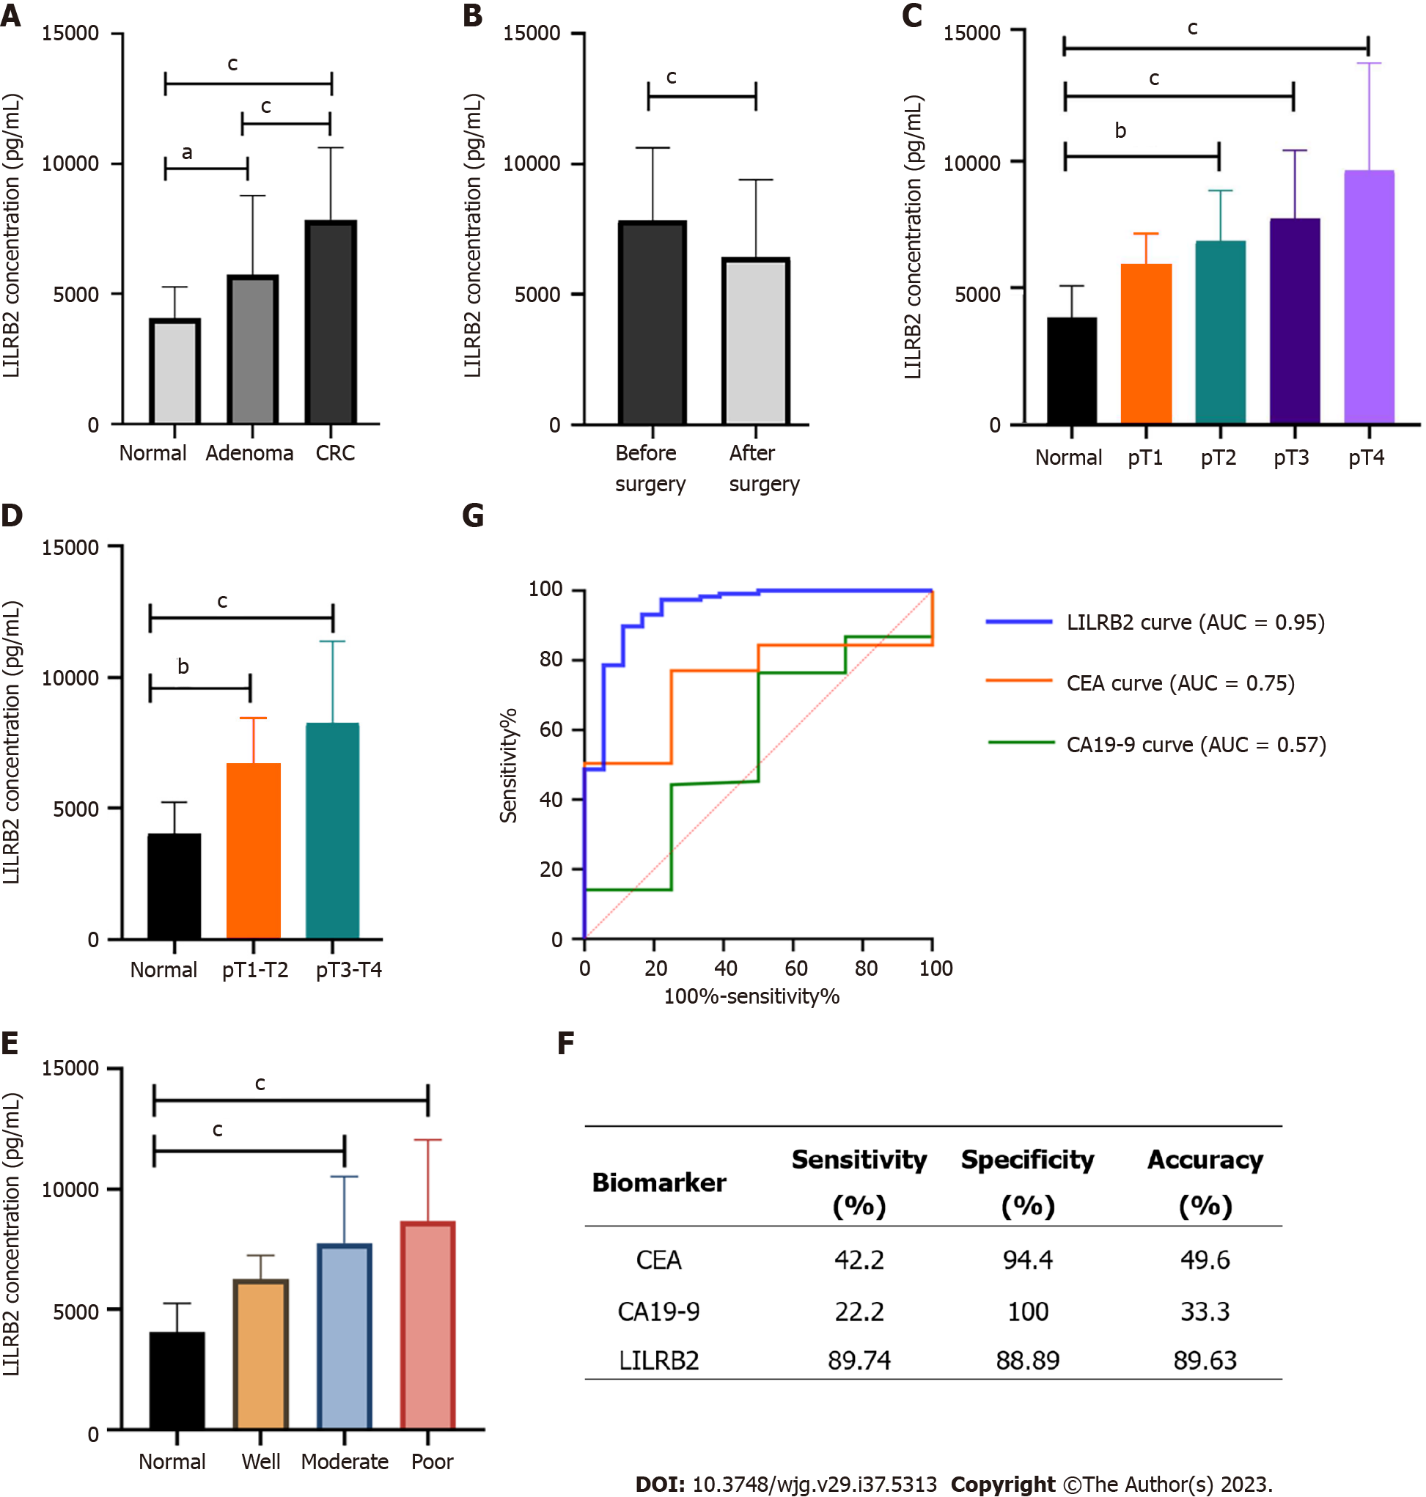 A
15000
10000
5000
0
LILRB2 concentration (pg/mL)
c
c
a
Normal Adenoma CRC
B
15000
10000
5000
0
LILRB2 concentration (pg/mL)
c
Before surgery
After surgery
C
15000
10000
5000
0
LILRB2 concentration (pg/mL)
c
c
b
Normal pT1 pT2 pT3 pT4
D
15000
10000
5000
0
LILRB2 concentration (pg/mL)
c
b
Normal pT1-T2 pT3-T4
G
100
80
60
40
20
0
Sensitivity%
0 20 40 60 80 100
100%-sensitivity%
LILRB2 curve (AUC = 0.95)
CEA curve (AUC = 0.75)
CA19-9 curve (AUC = 0.57)
E
15000
10000
5000
0
LILRB2 concentration (pg/mL)
c
c
Normal Well Moderate Poor
F
Biomarker Sensitivity (%) Specificity (%) Accuracy (%)
CEA 42.2 94.4 49.6
CA19-9 22.2 100 33.3
LILRB2 89.74 88.89 89.63
DOI: 10.3748/wjg.v29.i37.5313 Copyright ©The Author(s) 2023.